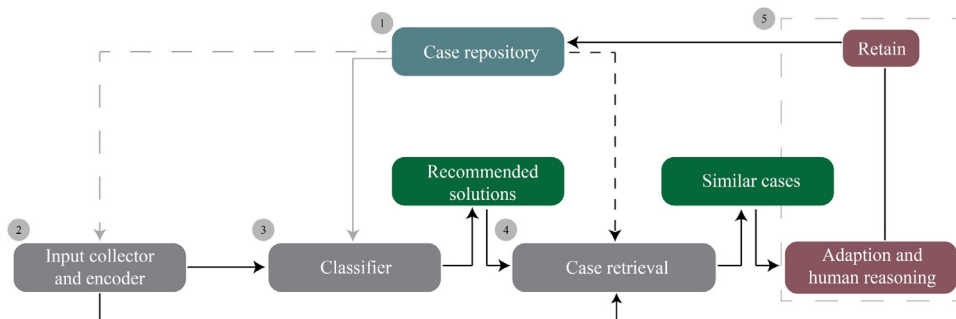 1
5
Case repository
Retain
Recommended
solutions
Similar cases
2
3
4
Input collector
and encoder
Classifier
Case retrieval
Adaption and
human reasoning